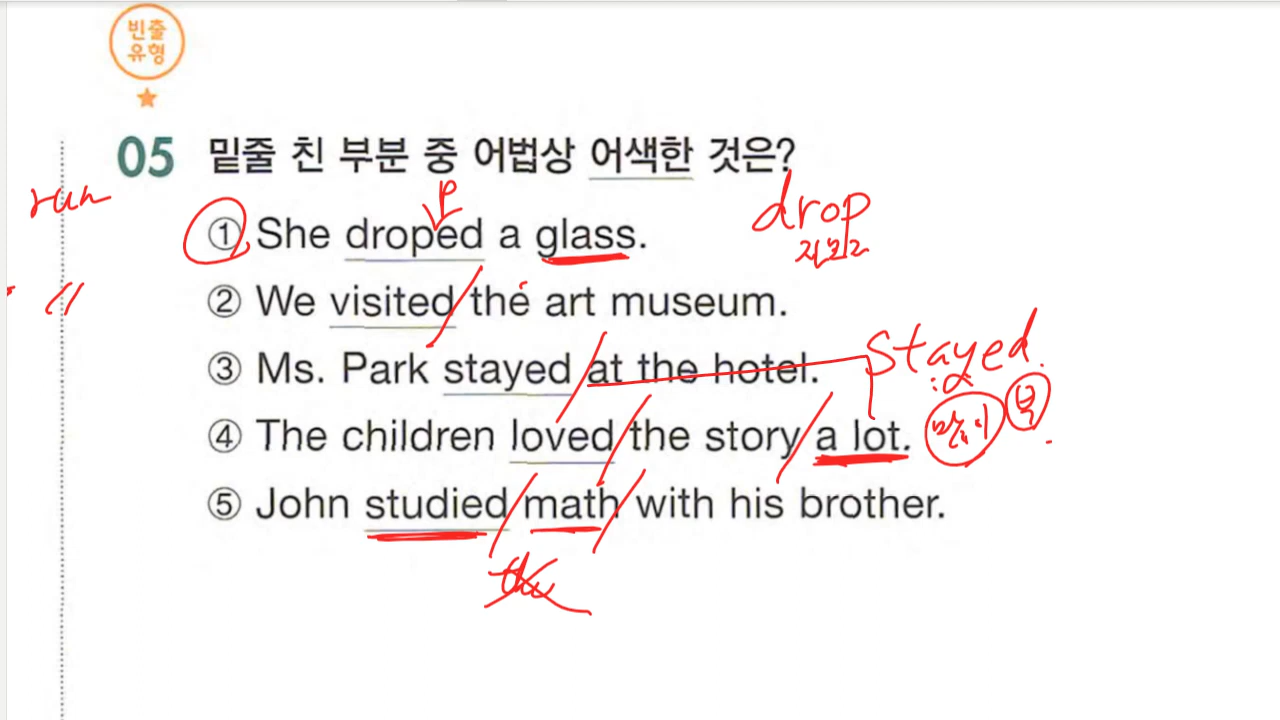 빈출
유형
05 밑줄 친 부분 중 어법상 어색한 것은?
run
p
drop
① She droped a glass.
② We visited the art museum.
③ Ms. Park stayed at the hotel.
stayed.
④ The children loved the story a lot.
많이 부
⑤ John studied math with his brother.
the